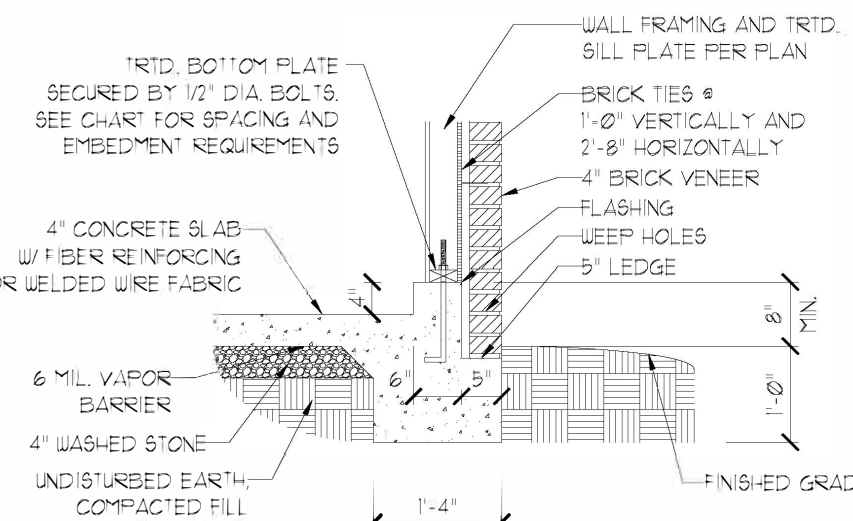 WALL FRAMING AND TRTD.
SILL PLATE PER PLAN
TRTD. BOTTOM PLATE
SECURED BY 1/2" DIA. BOLTS.
SEE CHART FOR SPACING AND
EMBEDMENT REQUIREMENTS
BRICK TIES @
1'-0" VERTICALLY AND
2'-8" HORIZONTALLY
4" BRICK VENEER
FLASHING
WEEP HOLES
5" LEDGE
4" CONCRETE SLAB
W/ FIBER REINFORCING
OR WELDED WIRE FABRIC
4"
8"
MIN.
6 MIL. VAPOR
BARRIER
6"
5"
1'-0"
4" WASHED STONE
UNDISTURBED EARTH,
COMPACTED FILL
1'-4"
FINISHED GRAD